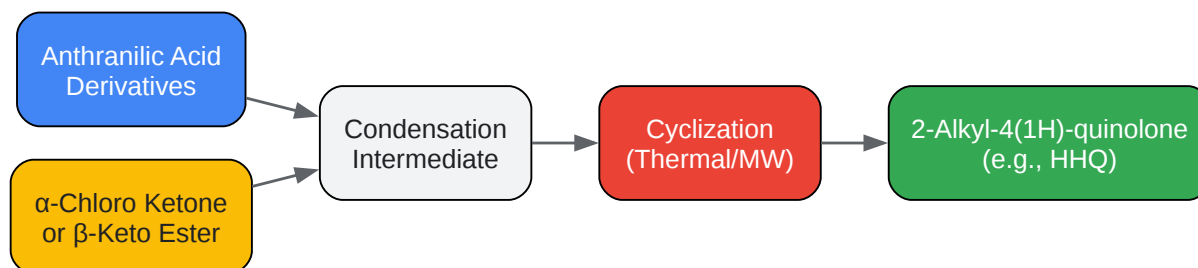 Anthranilic Acid
Derivatives
α-Chloro Ketone
or β-Keto Ester
Condensation
Intermediate
Cyclization
(Thermal/MW)
2-Alkyl-4(1H)-quinolone
(e.g., HHQ)